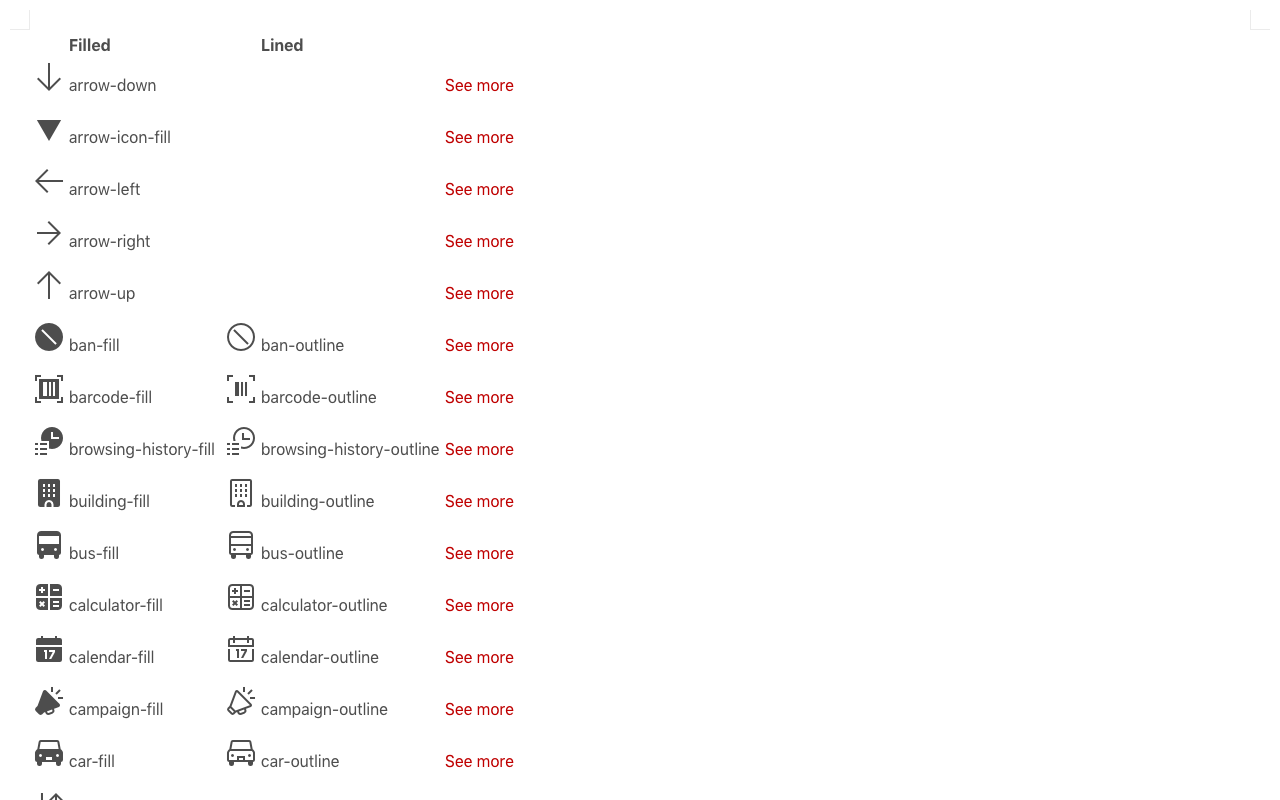 Filled Lined
arrow-down See more
arrow-icon-fill See more
arrow-left See more
arrow-right See more
arrow-up See more
ban-fill ban-outline See more
barcode-fill barcode-outline See more
browsing-history-fill browsing-history-outline See more
building-fill building-outline See more
bus-fill bus-outline See more
calculator-fill calculator-outline See more
17 calendar-fill 17 calendar-outline See more
campaign-fill campaign-outline See more
car-fill car-outline See more